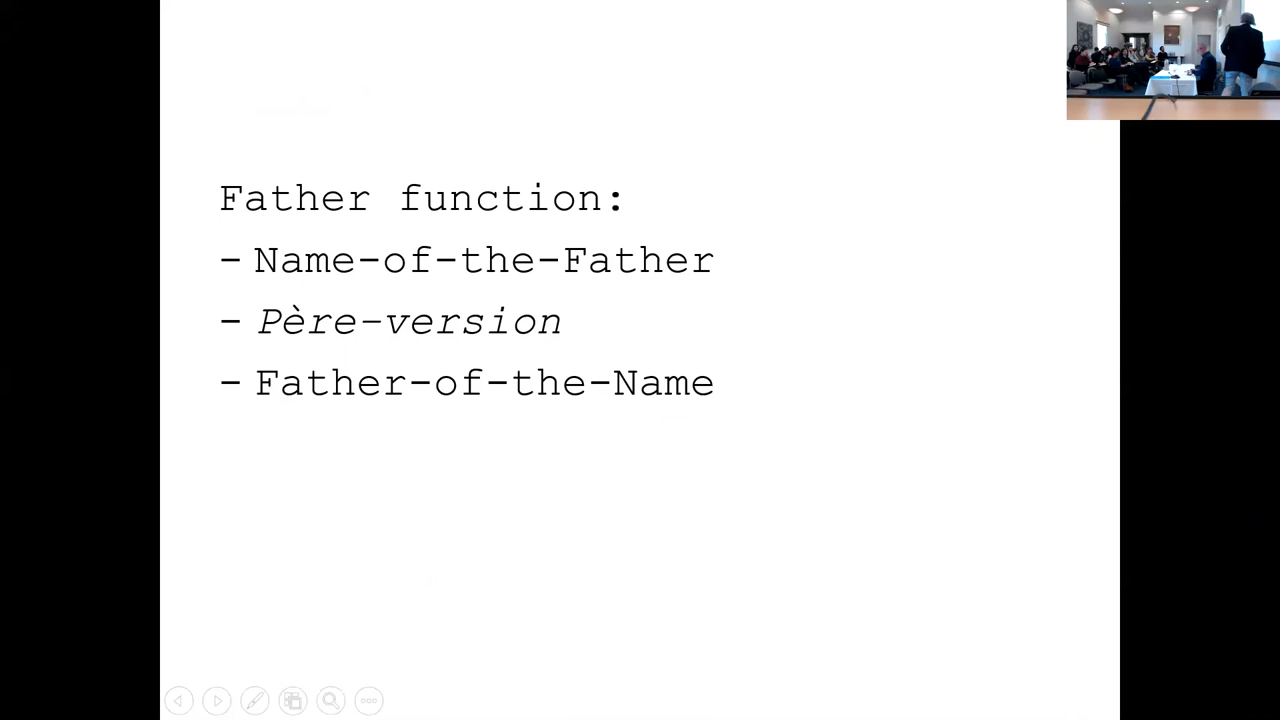 Father function:
- Name-of-the-Father
- Père-version
- Father-of-the-Name